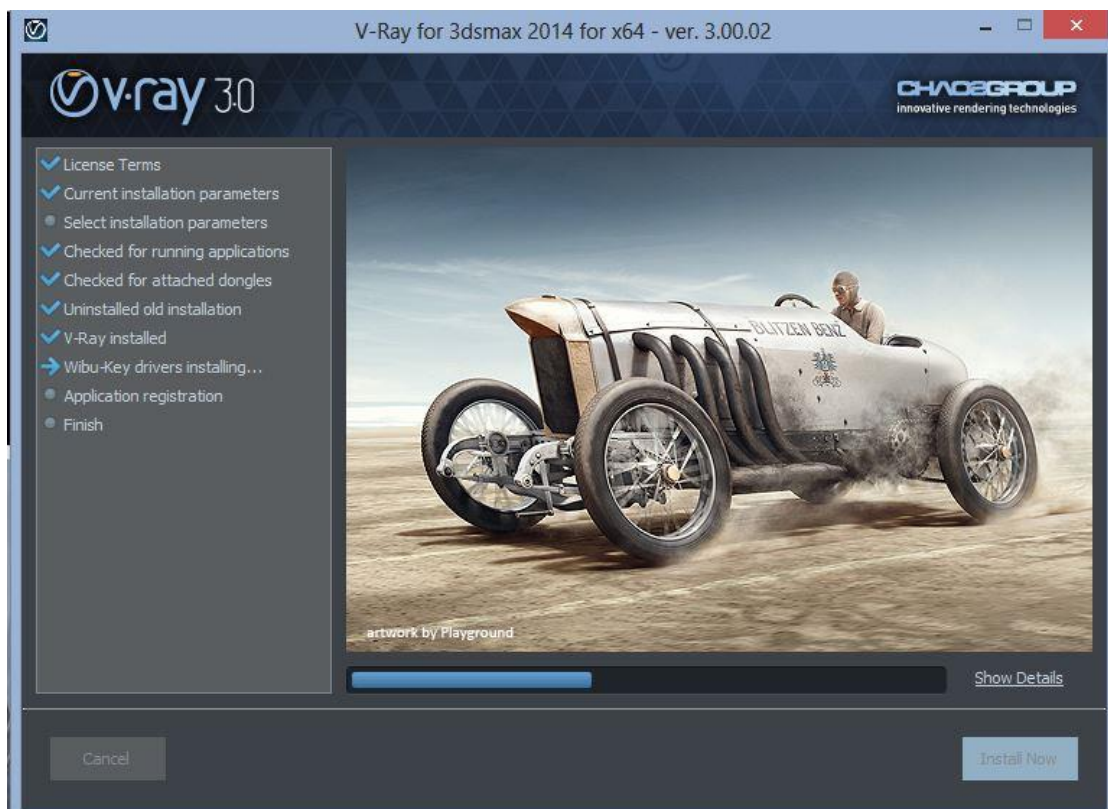 V-Ray for 3dsmax 2014 for x64 - ver. 3.00.02
v·ray 3.0
CHAOSGROUP
innovative rendering technologies
License Terms
Current installation parameters
Select installation parameters
Checked for running applications
Checked for attached dongles
Uninstalled old installation
V-Ray installed
Wibu-Key drivers installing...
Application registration
Finish
BLITZEN BENZ
artwork by Playground
Show Details
Cancel
Install Now